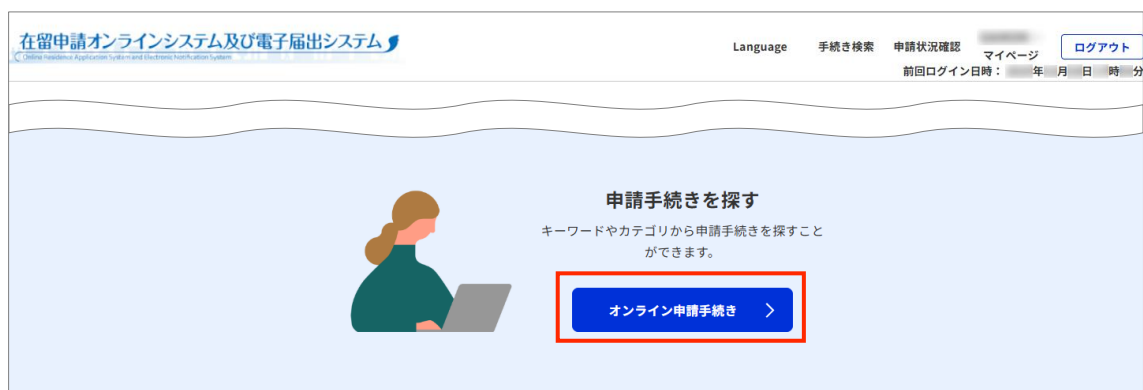 在留申請オンラインシステム及び電子届出システム
Online Residence Application System and Electronic Notification System
Language 手続き検索 申請状況確認 マイページ ログアウト
前回ログイン日時： 年 月 日 時 分
申請手続きを探す
キーワードやカテゴリから申請手続きを探すこと
ができます。
オンライン申請手続き